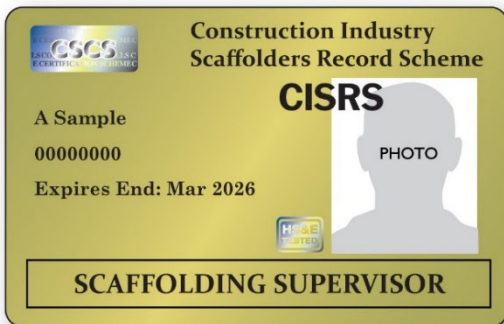 CSCS
Construction Industry
Scaffolders Record Scheme
CISRS
A Sample
00000000
Expires End: Mar 2026
PHOTO
HS&E
TESTED
SCAFFOLDING SUPERVISOR